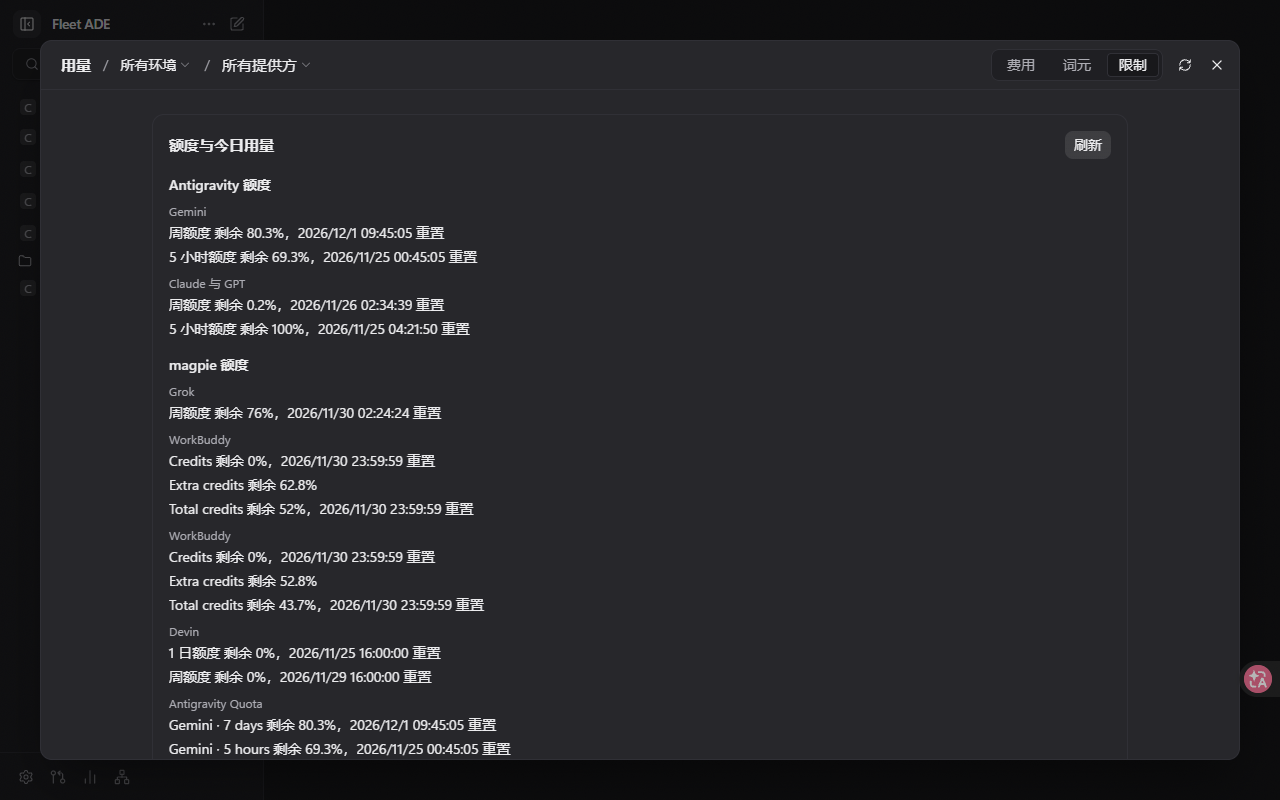 Fleet ADE
用量 / 所有环境 / 所有提供方
费用 词元 限制
C
C
C
C
C
C
额度与今日用量
刷新
Antigravity 额度
Gemini
周额度 剩余 80.3%，2026/12/1 09:45:05 重置
5 小时额度 剩余 69.3%，2026/11/25 00:45:05 重置
Claude 与 GPT
周额度 剩余 0.2%，2026/11/26 02:34:39 重置
5 小时额度 剩余 100%，2026/11/25 04:21:50 重置
magpie 额度
Grok
周额度 剩余 76%，2026/11/30 02:24:24 重置
WorkBuddy
Credits 剩余 0%，2026/11/30 23:59:59 重置
Extra credits 剩余 62.8%
Total credits 剩余 52%，2026/11/30 23:59:59 重置
WorkBuddy
Credits 剩余 0%，2026/11/30 23:59:59 重置
Extra credits 剩余 52.8%
Total credits 剩余 43.7%，2026/11/30 23:59:59 重置
Devin
1 日额度 剩余 0%，2026/11/25 16:00:00 重置
周额度 剩余 0%，2026/11/29 16:00:00 重置
Antigravity Quota
Gemini · 7 days 剩余 80.3%，2026/12/1 09:45:05 重置
Gemini · 5 hours 剩余 69.3%，2026/11/25 00:45:05 重置